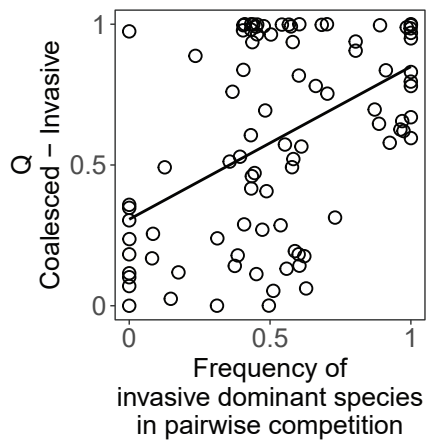 Q
Coalesced − Invasive
1
0.5
0
0
0.5
1
Frequency of
invasive dominant species
in pairwise competition